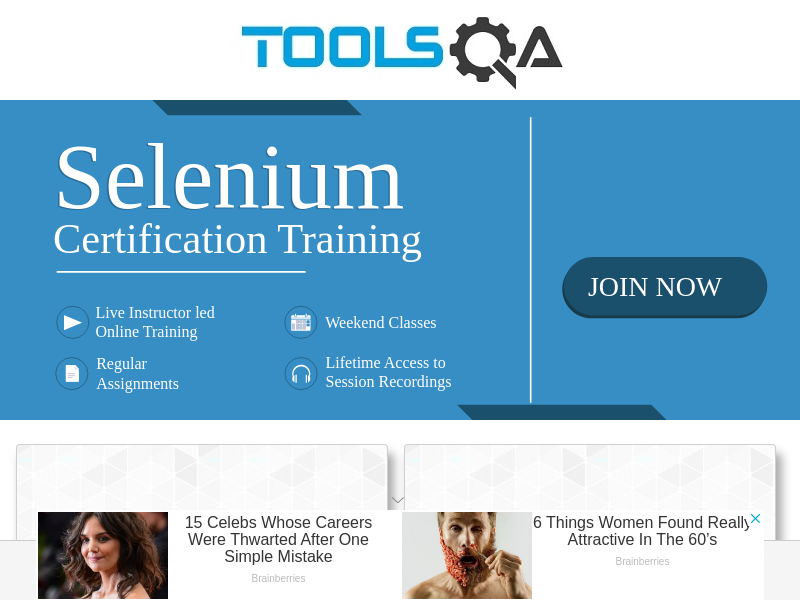 TOOLSQA
Selenium
Certification Training
JOIN NOW
Live Instructor led
Online Training
Weekend Classes
Regular
Assignments
Lifetime Access to
Session Recordings
15 Celebs Whose Careers
Were Thwarted After One
Simple Mistake
Brainberries
6 Things Women Found Really
Attractive In The 60's
Brainberries